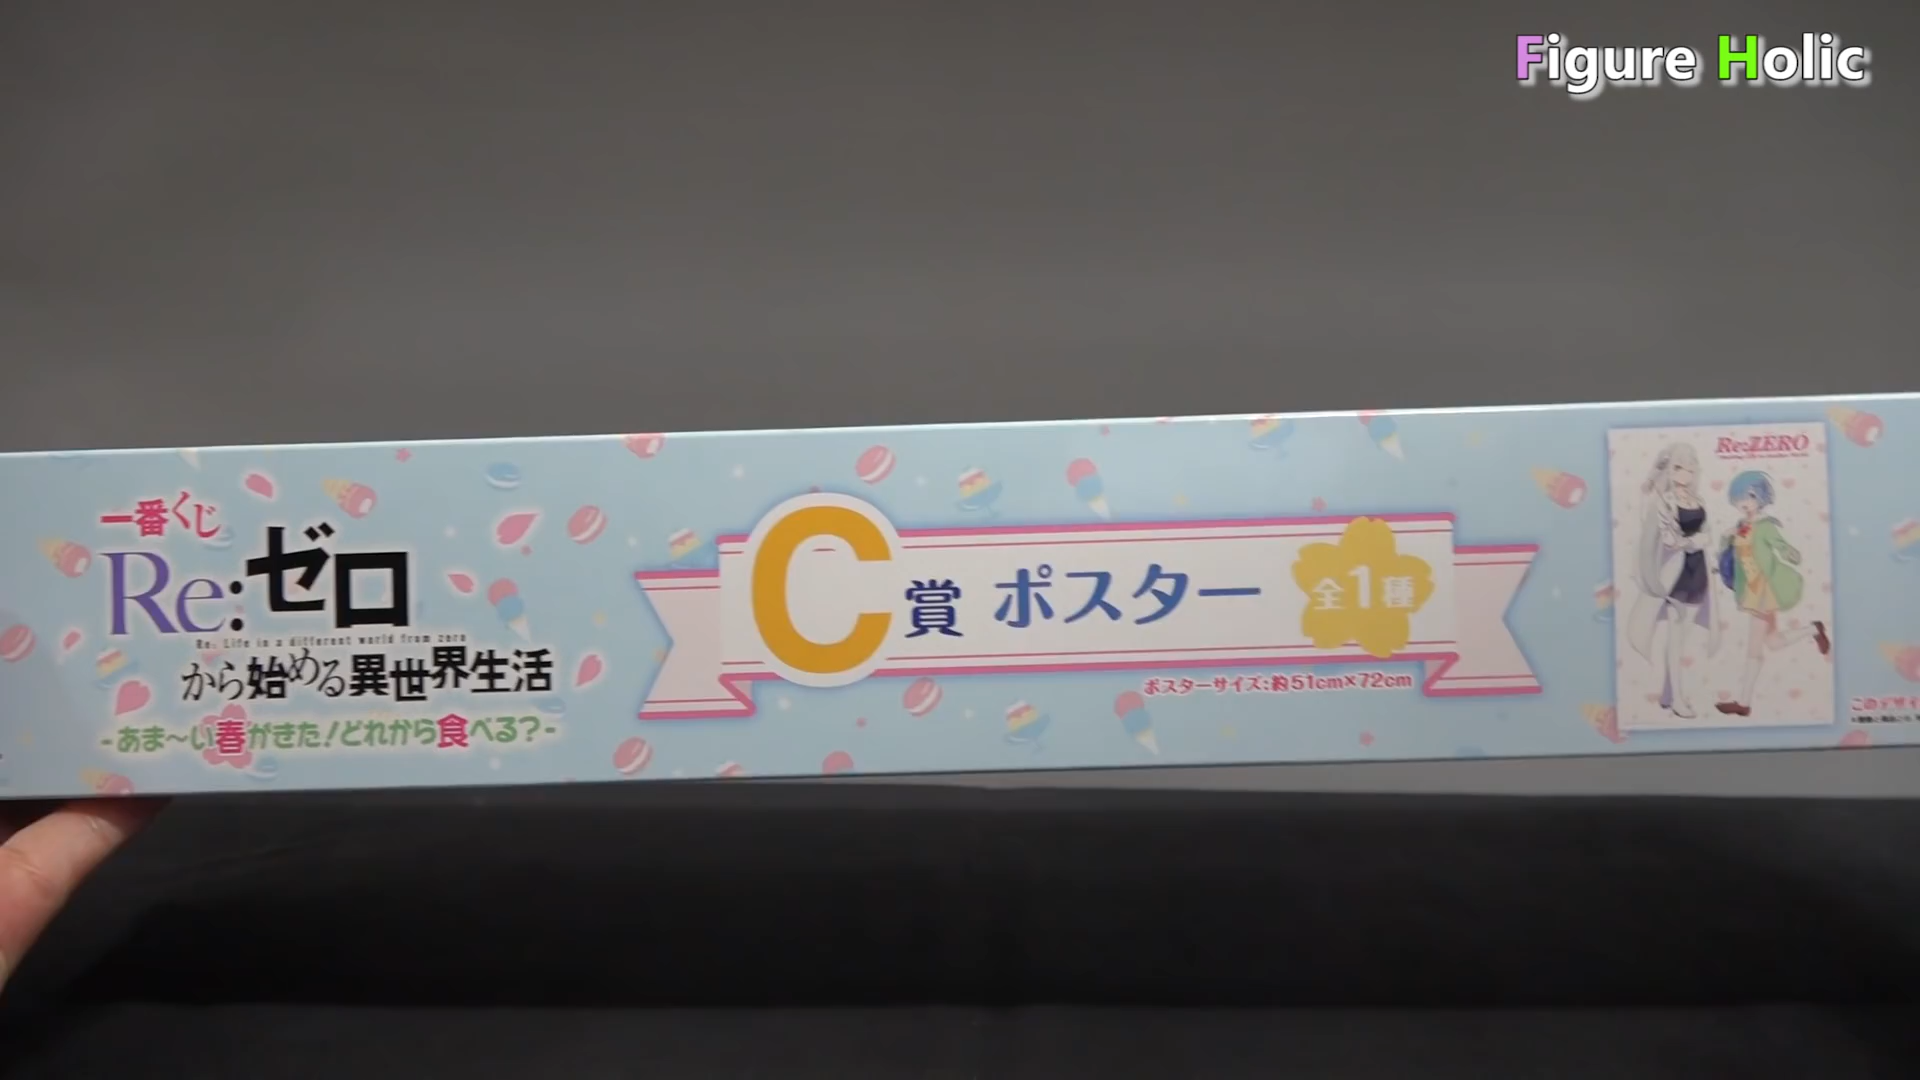 Figure Holic
一番くじ
Re:ゼロ
Re: Life in a different world from zero
から始める異世界生活
-あま～い春がきた!どれから食べる?-
C賞 ポスター 全1種
ポスターサイズ:約51cm×72cm
Re:ZERO